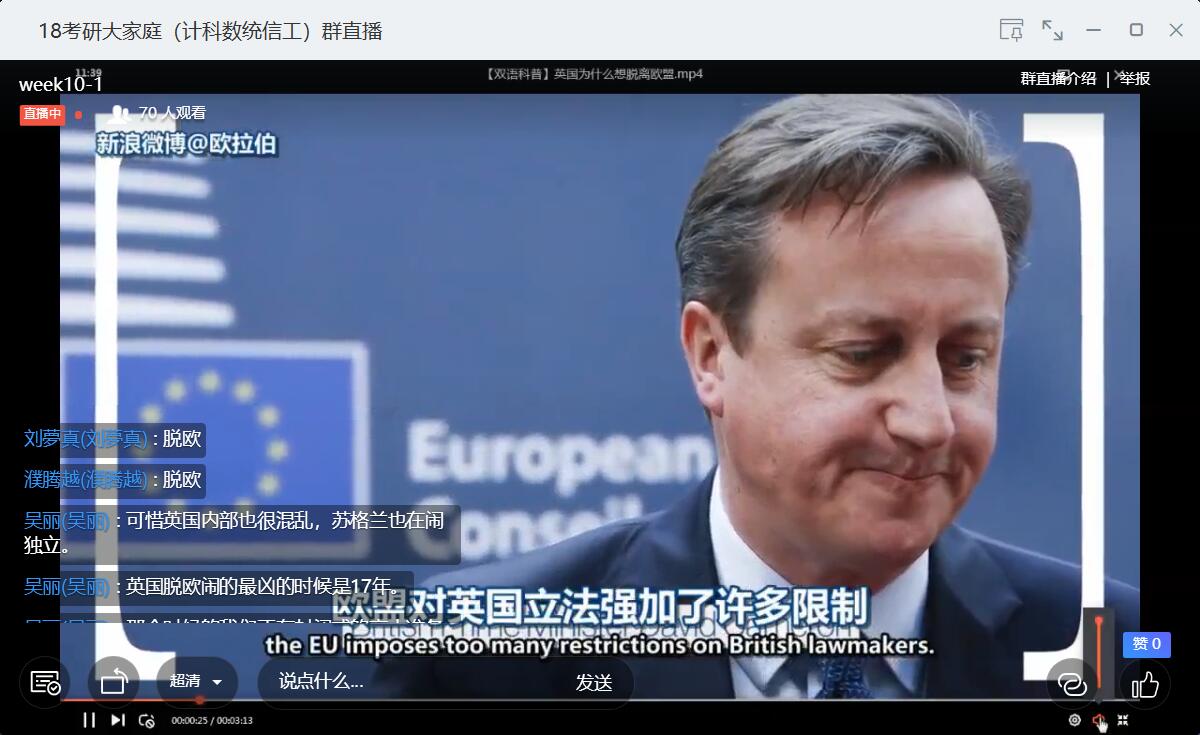 18考研大家庭（计科数统信工）群直播
11:39
【双语科普】英国为什么想脱离欧盟.mp4
week10-1
群直播介绍 | 举报
直播中
70 人观看
新浪微博@欧拉伯
European
Council
刘夢真(刘夢真) : 脱欧
濮腾越(濮腾越) : 脱欧
吴丽(吴丽) : 可惜英国内部也很混乱，苏格兰也在闹
独立。
吴丽(吴丽) : 英国脱欧闹的最凶的时候是17年。
欧盟对英国立法强加了许多限制
the EU imposes too many restrictions on British lawmakers.
赞 0
超清
说点什么...
发送
00:00:25 / 00:03:13